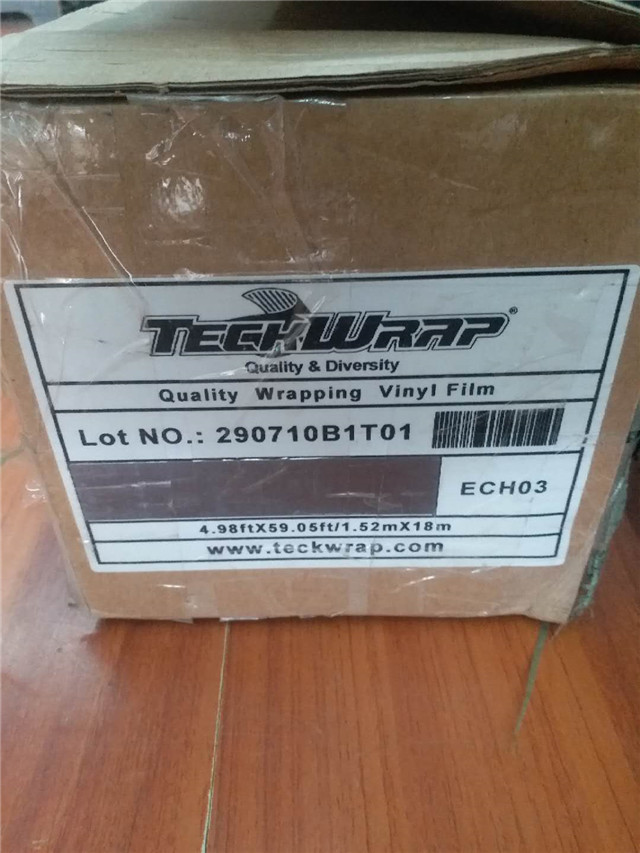 TECKWRAP®
Quality & Diversity
Quality Wrapping Vinyl Film
Lot NO.: 290710B1T01
ECH03
4.98ftX59.05ft/1.52mX18m
www.teckwrap.com